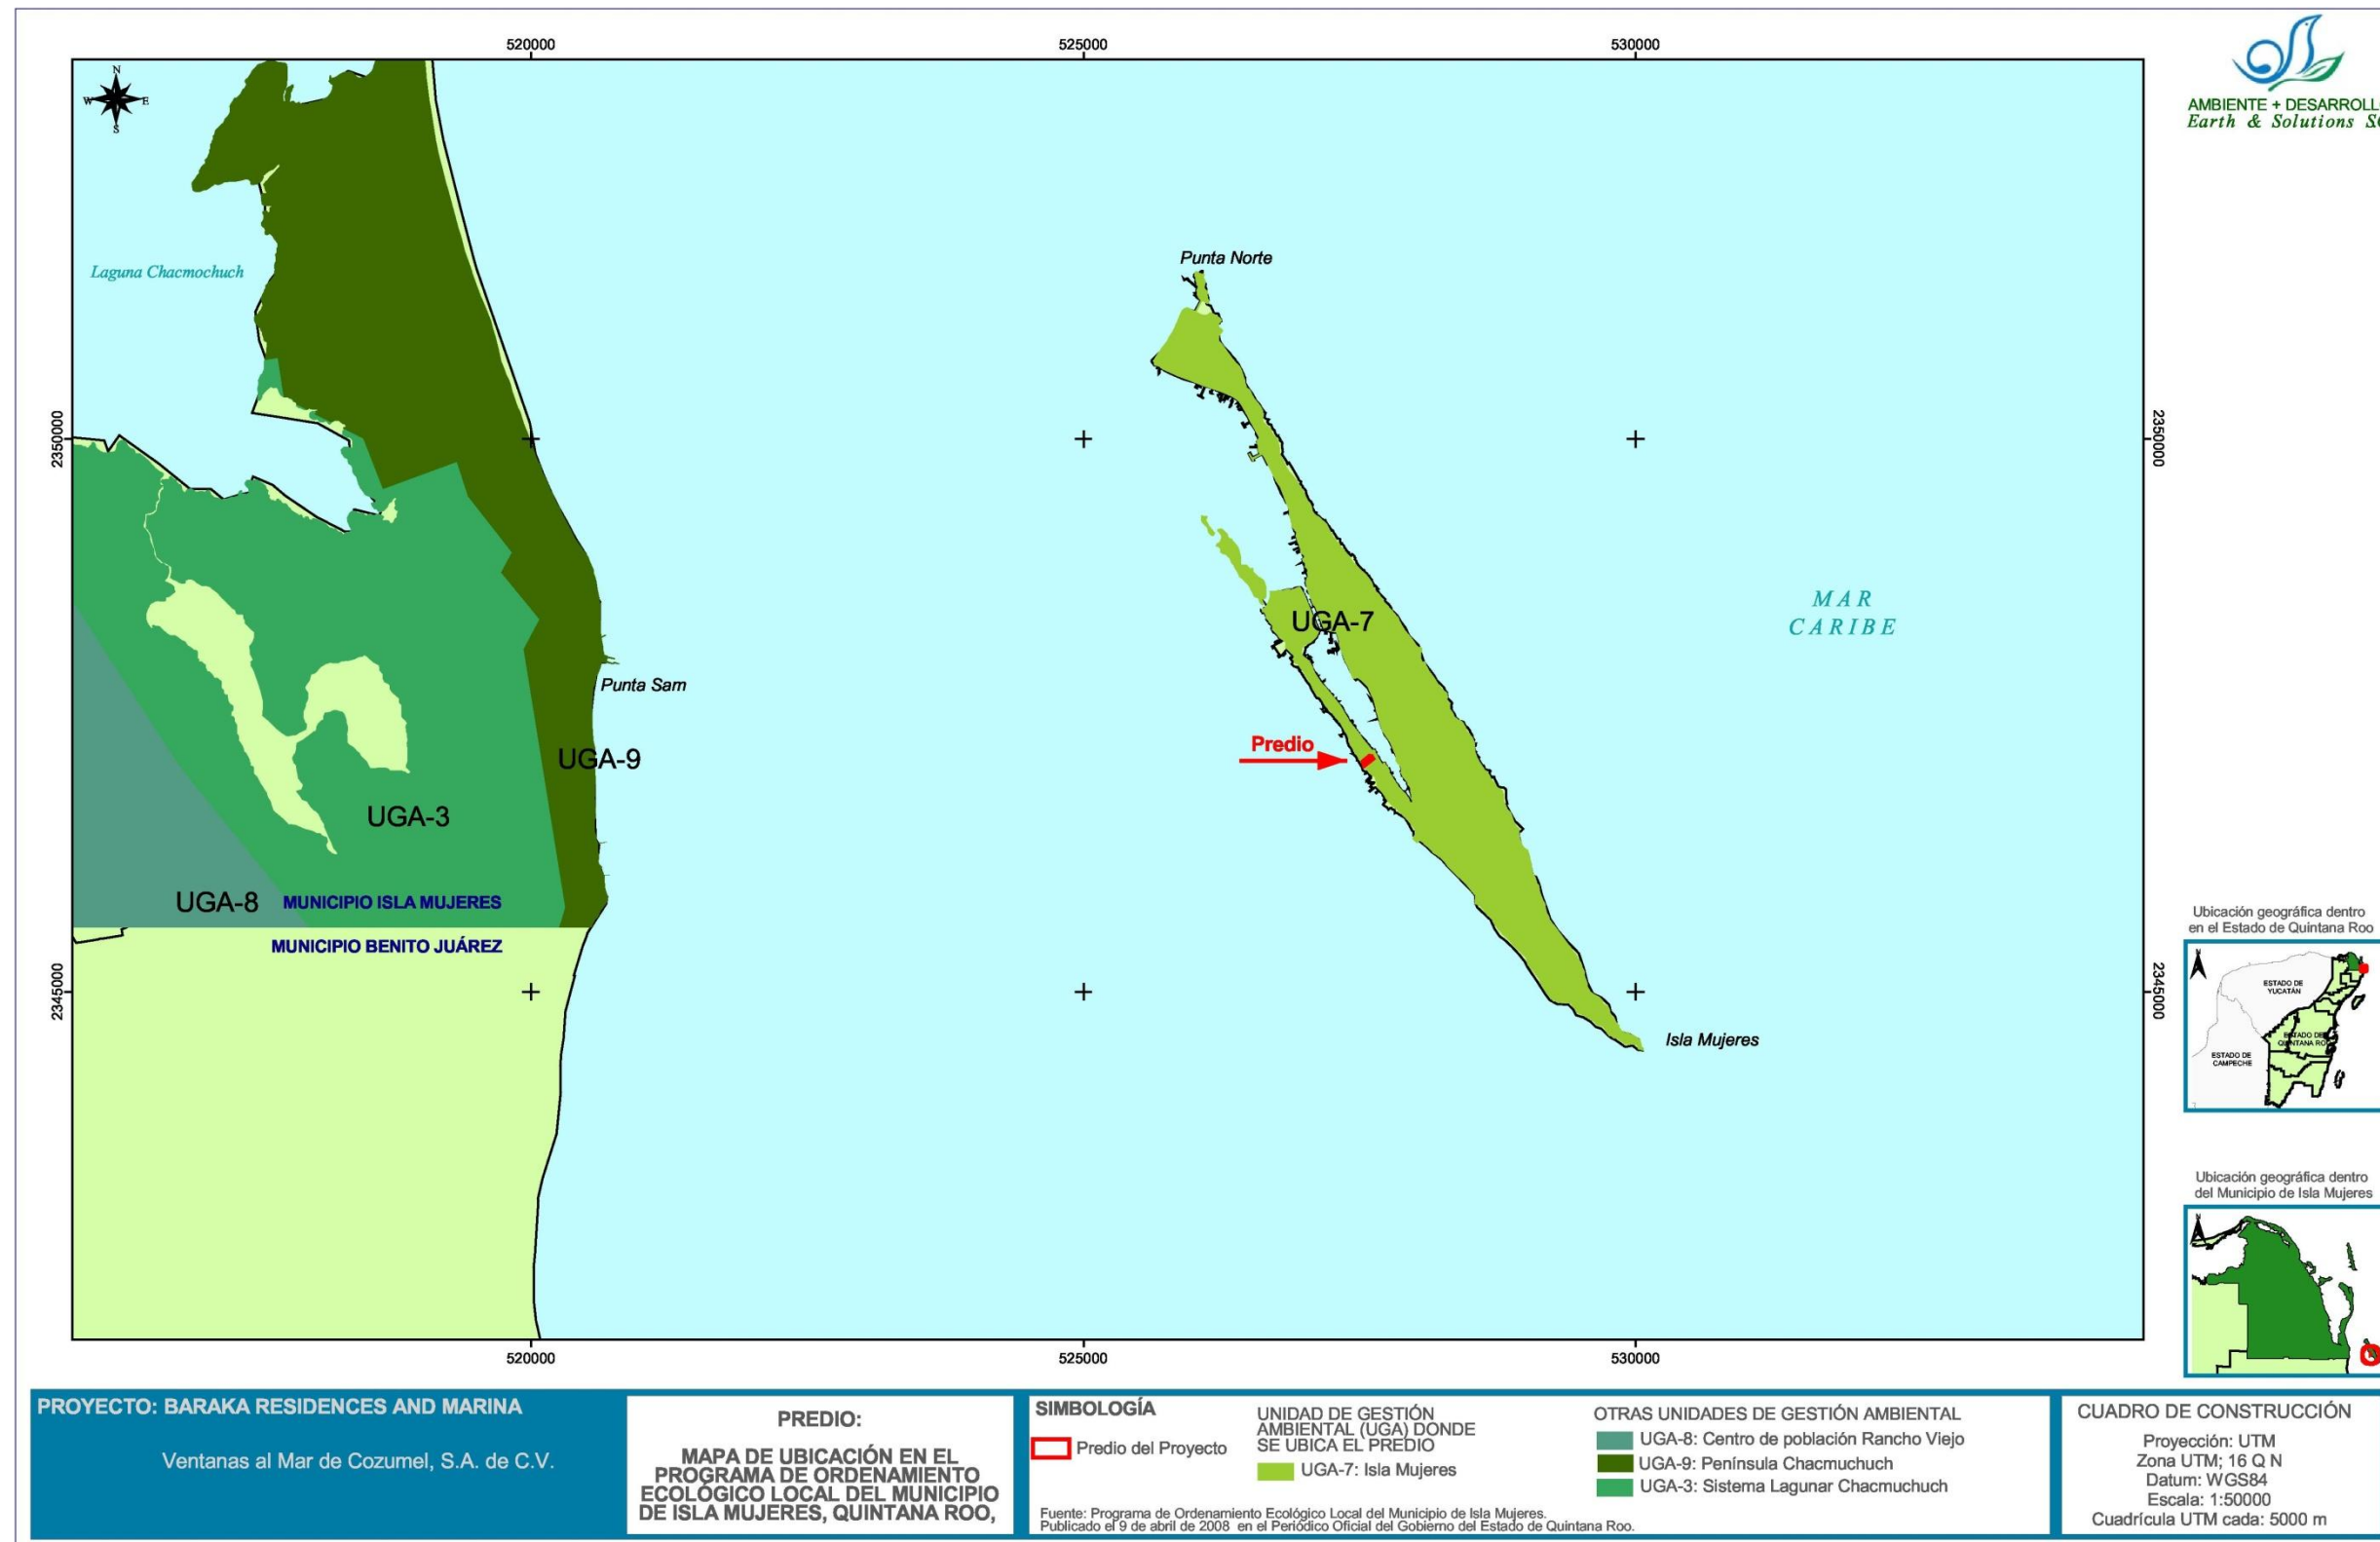 520000
525000
530000
N
W
E
S
AMBIENTE + DESARROLL
Earth & Solutions S.
Punta Norte
Laguna Chacmochuch
2350000
2350000
MAR
CARIBE
UGA-7
Punta Sam
Predio
UGA-9
UGA-3
UGA-8
MUNICIPIO ISLA MUJERES
MUNICIPIO BENITO JUÁREZ
2345000
2345000
Isla Mujeres
520000
525000
530000
Ubicación geográfica dentro
en el Estado de Quintana Roo
ESTADO DE
YUCATÁN
ESTADO DE
QUINTANA RO
ESTADO DE
CAMPECHE
Ubicación geográfica dentro
del Municipio de Isla Mujeres
PROYECTO: BARAKA RESIDENCES AND MARINA
Ventanas al Mar de Cozumel, S.A. de C.V.
PREDIO:
MAPA DE UBICACIÓN EN EL
PROGRAMA DE ORDENAMIENTO
ECOLÓGICO LOCAL DEL MUNICIPIO
DE ISLA MUJERES, QUINTANA ROO,
SIMBOLOGÍA
Predio del Proyecto
UNIDAD DE GESTIÓN
AMBIENTAL (UGA) DONDE
SE UBICA EL PREDIO
UGA-7: Isla Mujeres
OTRAS UNIDADES DE GESTIÓN AMBIENTAL
UGA-8: Centro de población Rancho Viejo
UGA-9: Península Chacmuchuch
UGA-3: Sistema Lagunar Chacmuchuch
Fuente: Programa de Ordenamiento Ecológico Local del Municipio de Isla Mujeres.
Publicado el 9 de abril de 2008 en el Periódico Oficial del Gobierno del Estado de Quintana Roo.
CUADRO DE CONSTRUCCIÓN
Proyección: UTM
Zona UTM; 16 Q N
Datum: WGS84
Escala: 1:50000
Cuadrícula UTM cada: 5000 m